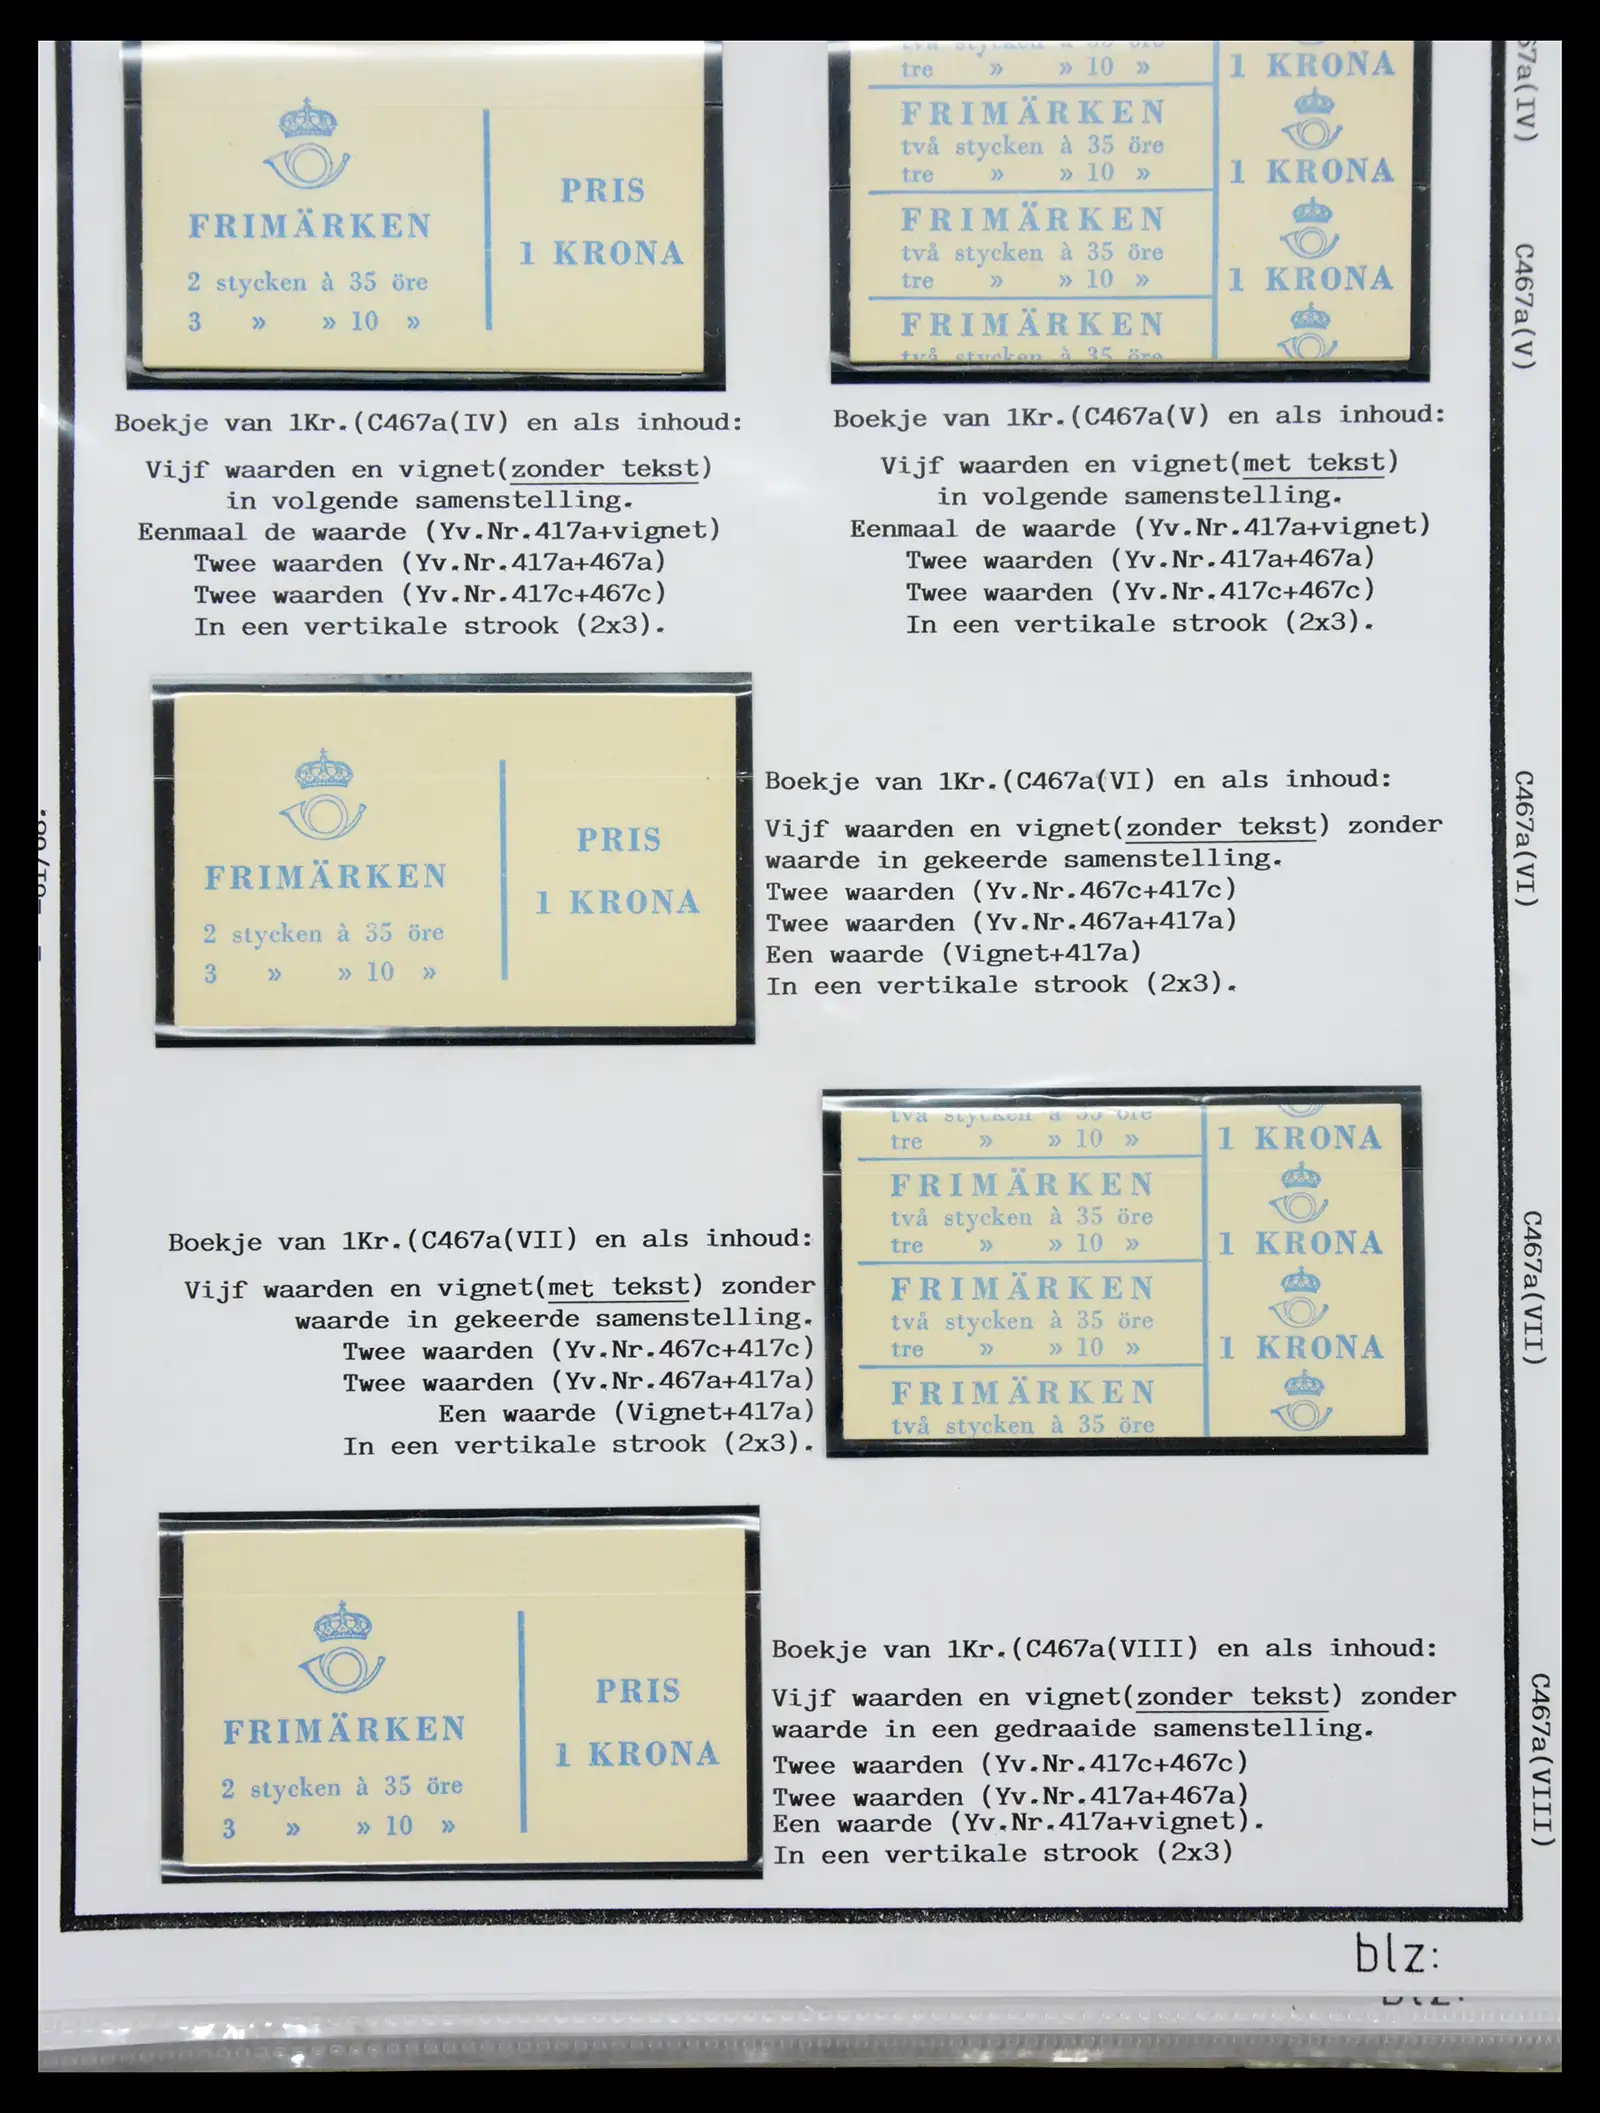 FRIMÄRKEN
2 stycken à 35 öre
3 » » 10 »
PRIS
1 KRONA
två stycken à 35 öre
tre » » 10 »
1 KRONA
FRIMÄRKEN
två stycken à 35 öre
tre » » 10 »
1 KRONA
FRIMÄRKEN
två stycken à 35 öre
tre » » 10 »
1 KRONA
FRIMÄRKEN
två stycken à 35 öre
67a(IV)
C467a(V)
Boekje van 1Kr.(C467a(IV) en als inhoud:
Vijf waarden en vignet(zonder tekst)
in volgende samenstelling.
Eenmaal de waarde (Yv.Nr.417a+vignet)
Twee waarden (Yv.Nr.417a+467a)
Twee waarden (Yv.Nr.417c+467c)
In een vertikale strook (2x3).
Boekje van 1Kr.(C467a(V) en als inhoud:
Vijf waarden en vignet(met tekst)
in volgende samenstelling.
Eenmaal de waarde (Yv.Nr.417a+vignet)
Twee waarden (Yv.Nr.417a+467a)
Twee waarden (Yv.Nr.417c+467c)
In een vertikale strook (2x3).
FRIMÄRKEN
2 stycken à 35 öre
3 » » 10 »
PRIS
1 KRONA
Boekje van 1Kr.(C467a(VI) en als inhoud:
Vijf waarden en vignet(zonder tekst) zonder
waarde in gekeerde samenstelling.
Twee waarden (Yv.Nr.467c+417c)
Twee waarden (Yv.Nr.467a+417a)
Een waarde (Vignet+417a)
In een vertikale strook (2x3).
C467a(VI)
Boekje van 1Kr.(C467a(VII) en als inhoud:
Vijf waarden en vignet(met tekst) zonder
waarde in gekeerde samenstelling.
Twee waarden (Yv.Nr.467c+417c)
Twee waarden (Yv.Nr.467a+417a)
Een waarde (Vignet+417a)
In een vertikale strook (2x3).
två stycken à 35 öre
tre » » 10 »
1 KRONA
FRIMÄRKEN
två stycken à 35 öre
tre » » 10 »
1 KRONA
FRIMÄRKEN
två stycken à 35 öre
tre » » 10 »
1 KRONA
FRIMÄRKEN
två stycken à 35 öre
C467a(VII)
FRIMÄRKEN
2 stycken à 35 öre
3 » » 10 »
PRIS
1 KRONA
Boekje van 1Kr.(C467a(VIII) en als inhoud:
Vijf waarden en vignet(zonder tekst) zonder
waarde in een gedraaide samenstelling.
Twee waarden (Yv.Nr.417c+467c)
Twee waarden (Yv.Nr.417a+467a)
Een waarde (Yv.Nr.417a+vignet).
In een vertikale strook (2x3)
C467a(VIII)
blz:
blz: